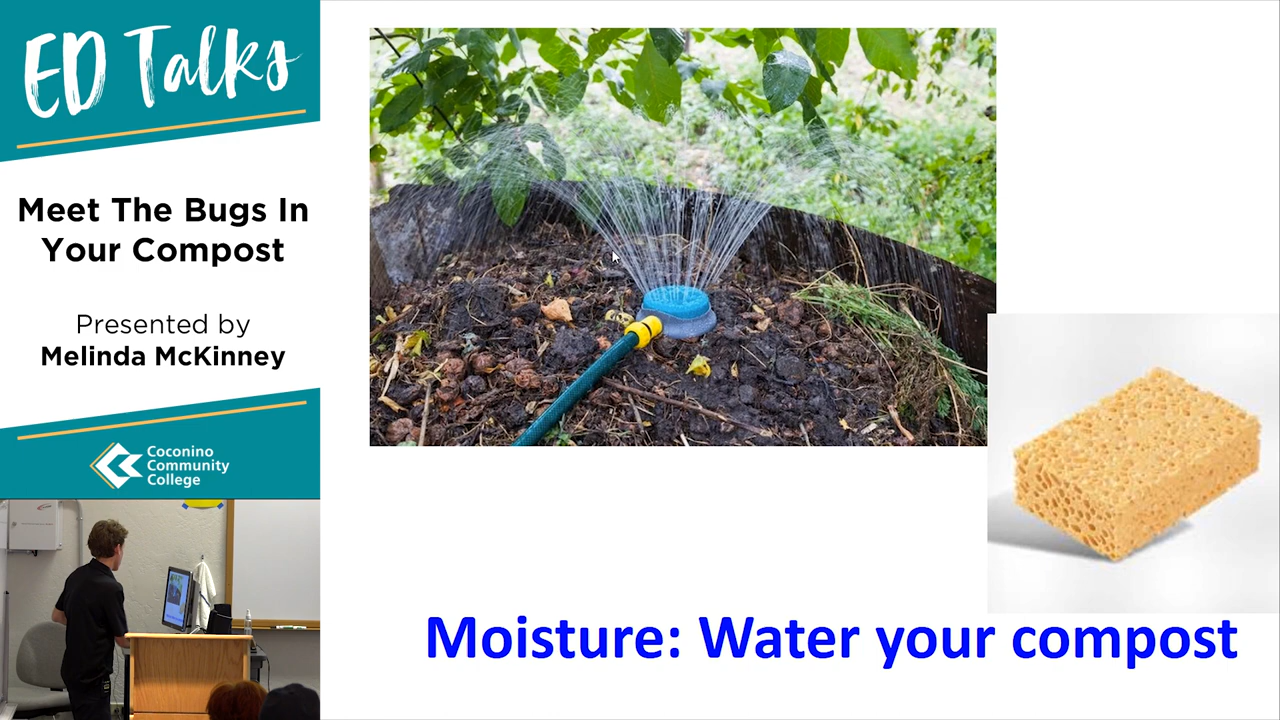 ED Talks
Meet The Bugs In
Your Compost
Presented by
Melinda McKinney
Coconino
Community
College
Moisture: Water your compost